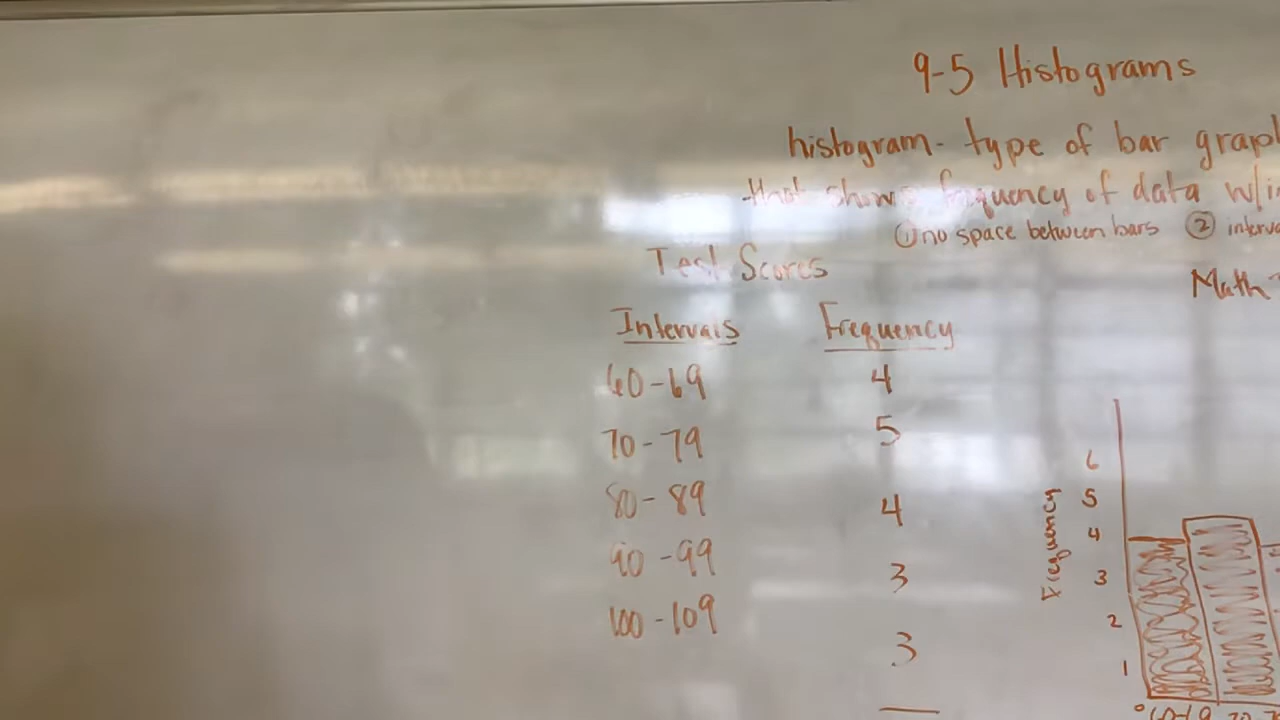 9-5 Histograms
histogram- type of bar grap
that shows frequency of data w/i
① no space between bars ② interva
Test Scores
Math
Intervals Frequency
60-69 4
70-79 5
80-89 4
90-99 3
100-109 3
Frequency
6
5
4
3
2
1
0